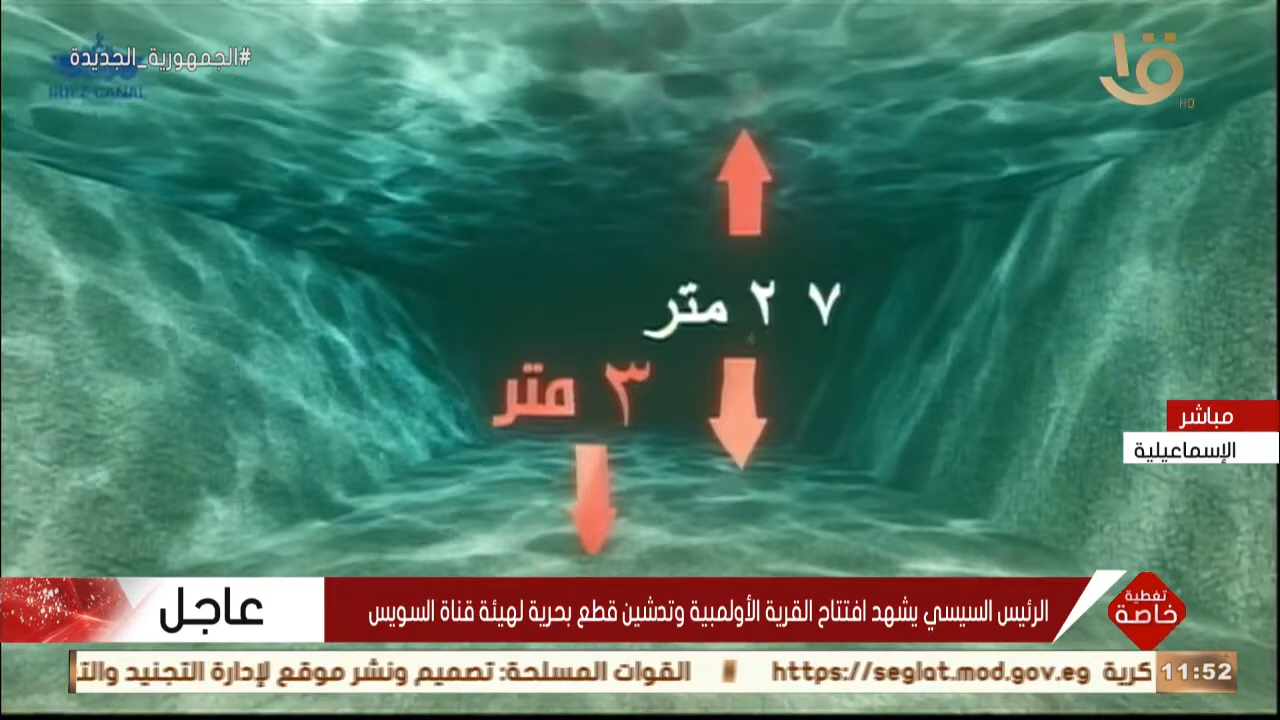 #الجمهورية_الجديدة
SUEZ CANAL
HD
٢٧ متر
٣ متر
مباشر
الإسماعيلية
تغطية
خاصة
الرئيس السيسي يشهد افتتاح القرية الأولمبية وتدشين قطع بحرية لهيئة قناة السويس
عاجل
11:52 كرية https://seglat.mod.gov.eg القوات المسلحة: تصميم ونشر موقع لإدارة التجنيد والتـ